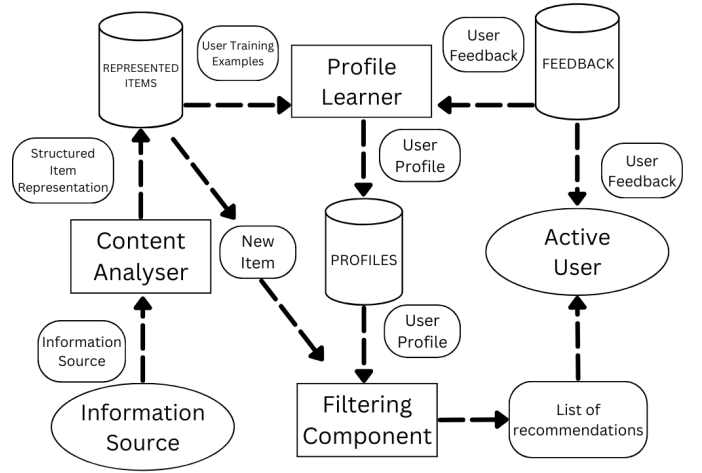 REPRESENTED
ITEMS
User Training
Examples
Profile
Learner
User
Feedback
FEEDBACK
Structured
Item
Representation
User
Profile
User
Feedback
Content
Analyser
New
Item
PROFILES
Active
User
Information
Source
User
Profile
Information
Source
Filtering
Component
List of
recommendations